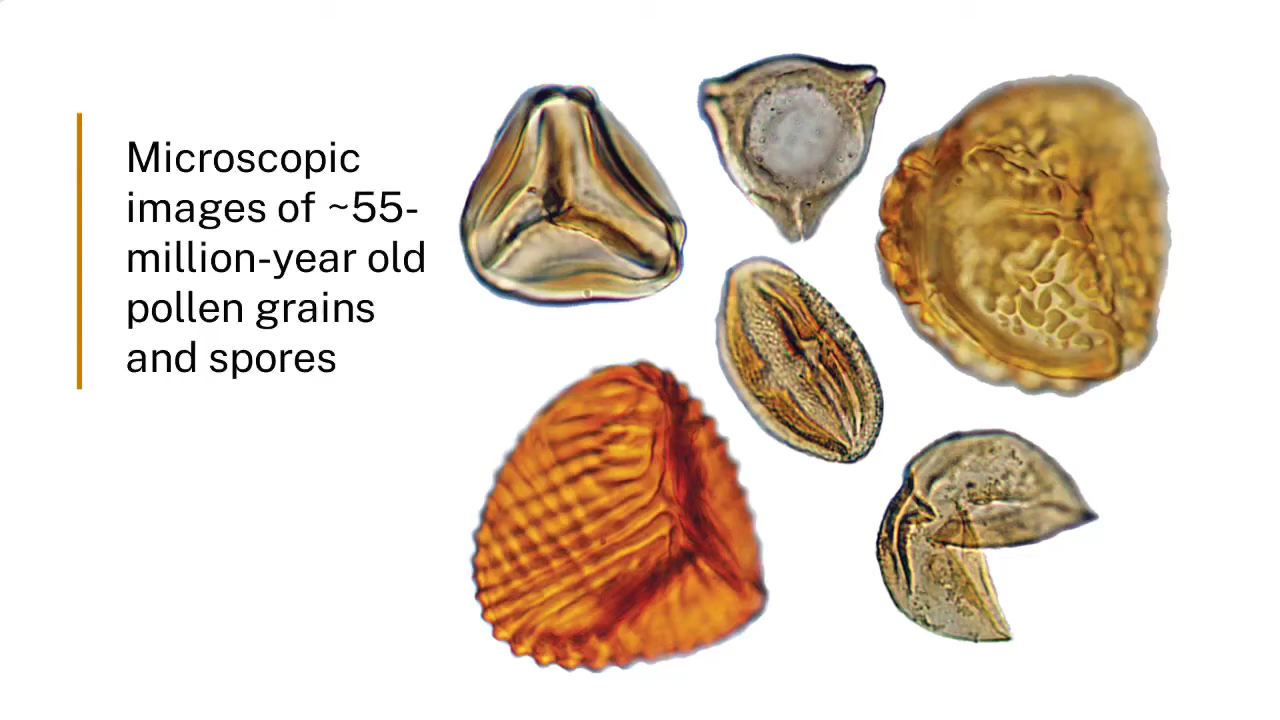 Microscopic
images of ~55-
million-year old
pollen grains
and spores